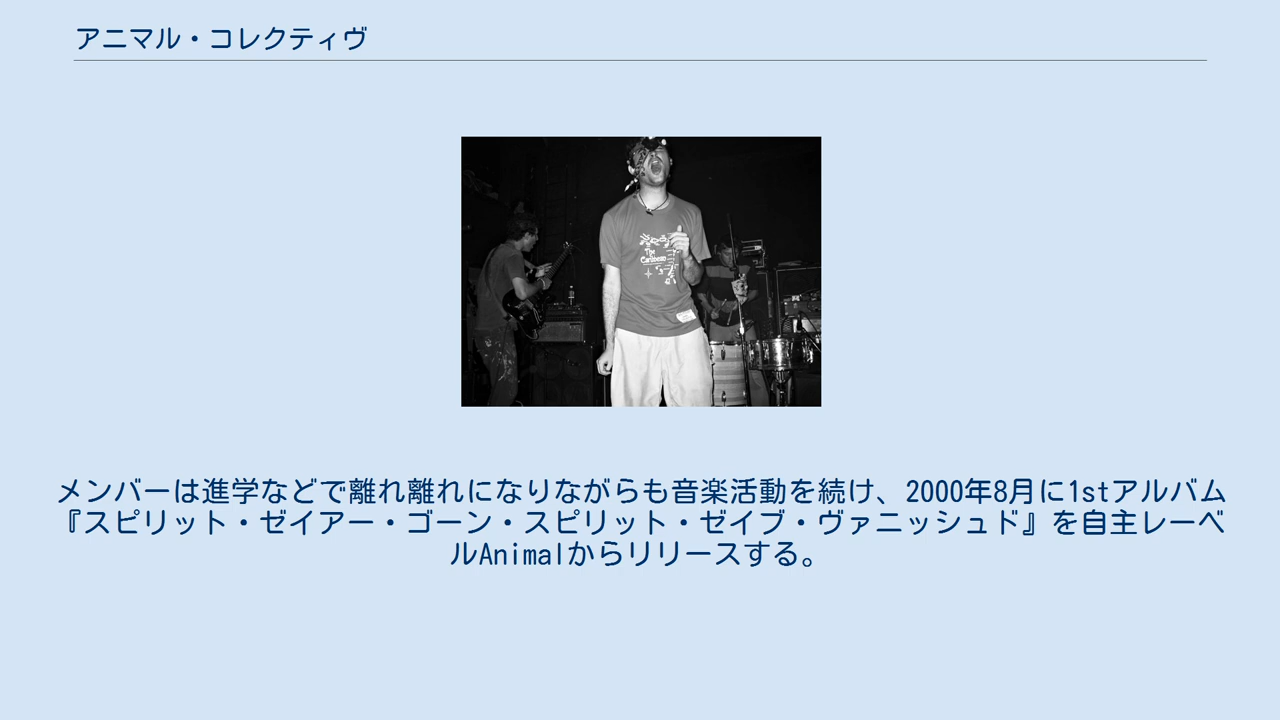 アニマル・コレクティヴ
The
Caribbean
メンバーは進学などで離れ離れになりながらも音楽活動を続け、2000年8月に1stアルバム
『スピリット・ゼイアー・ゴーン・スピリット・ゼイブ・ヴァニッシュド』を自主レーベ
ルAnimalからリリースする。